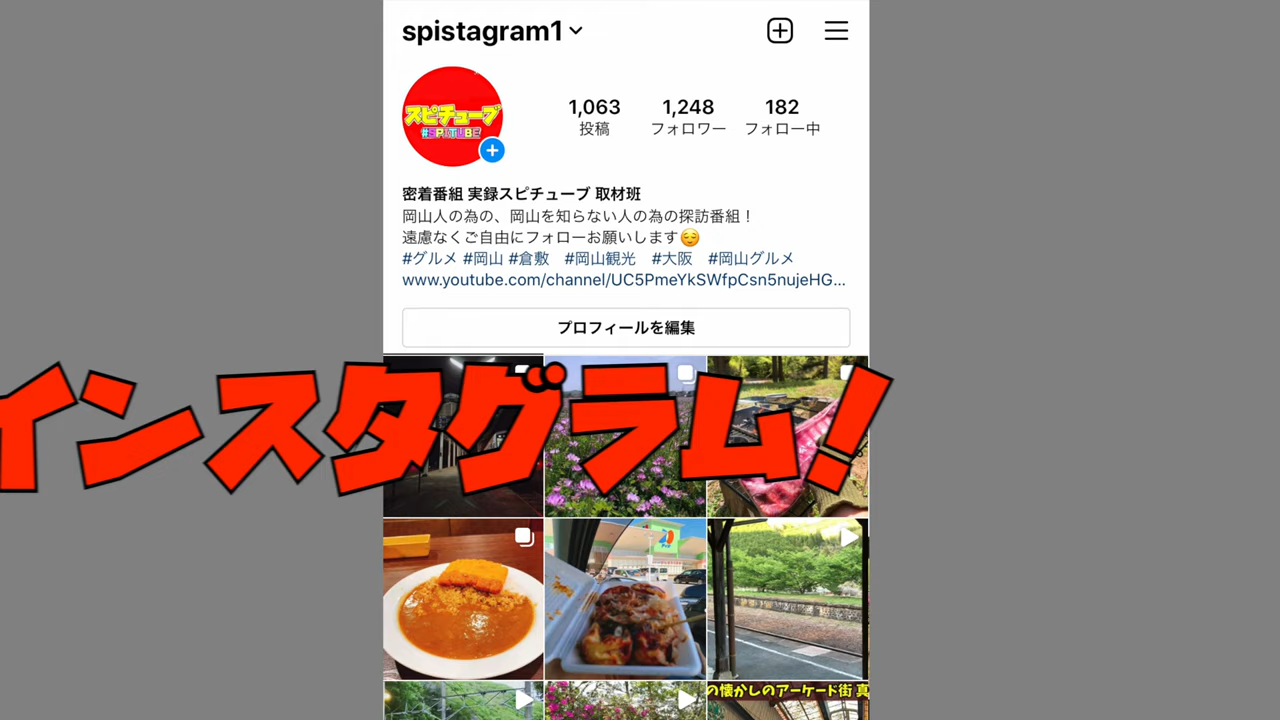 spistagram1
スピチューブ
#SPITUBE
1,063
1,248
182
投稿
フォロワー
フォロー中
密着番組 実録スピチューブ 取材班
岡山人の為の、岡山を知らない人の為の探訪番組！
遠慮なくご自由にフォローお願いします😌
#グルメ #岡山 #倉敷 #岡山観光 #大阪 #岡山グルメ
www.youtube.com/channel/UC5PmeYkSWfpCsn5nujeHG...
プロフィールを編集
インスタグラム！
の懐かしのアーケード街 真